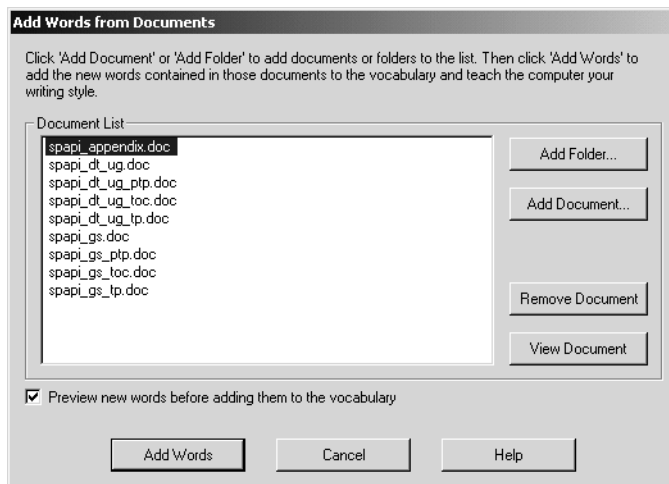 Add Words from Documents
Click 'Add Document' or 'Add Folder' to add documents or folders to the list. Then click 'Add Words' to
add the new words contained in those documents to the vocabulary and teach the computer your
writing style.
Document List
spapi_appendix.doc
spapi_dt_ug.doc
spapi_dt_ug_ptp.doc
spapi_dt_ug_toc.doc
spapi_dt_ug_tp.doc
spapi_gs.doc
spapi_gs_ptp.doc
spapi_gs_toc.doc
spapi_gs_tp.doc
Add Folder...
Add Document...
Remove Document
View Document
Preview new words before adding them to the vocabulary
Add Words
Cancel
Help